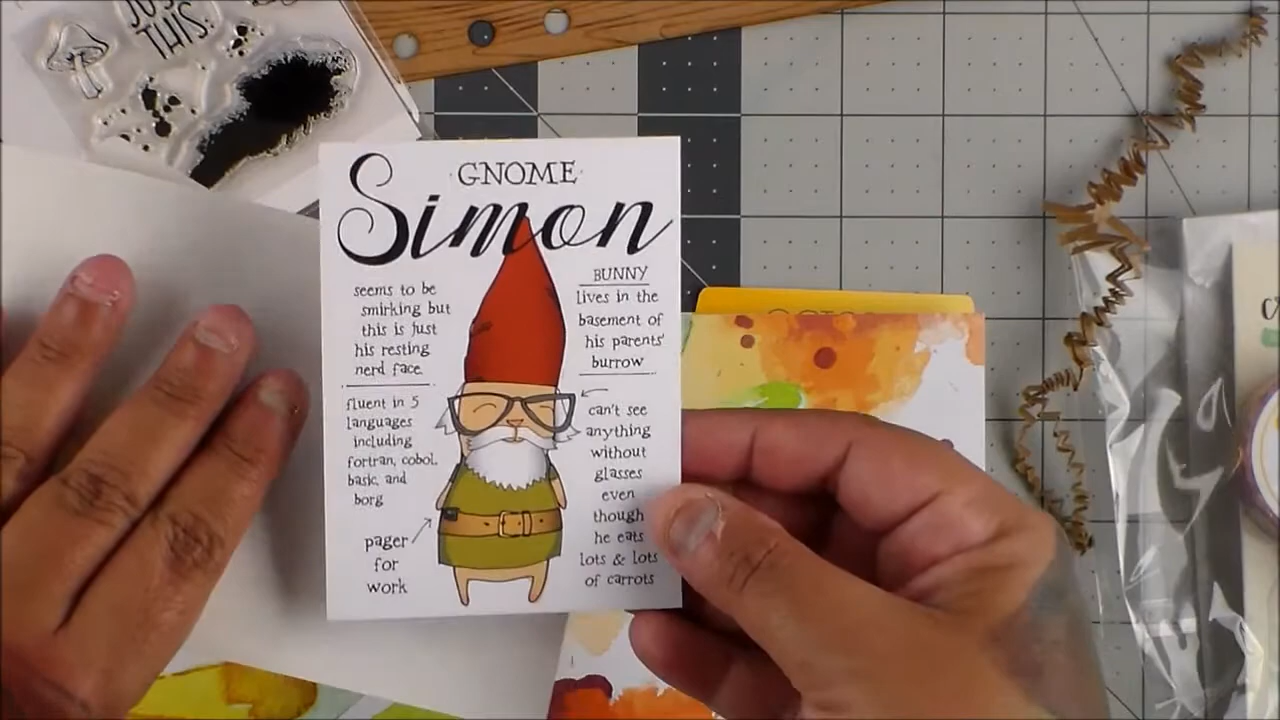 THIS.
GNOME
Simon
seems to be
smirking but
this is just
his resting
nerd face.
fluent in 5
languages
including
fortran, cobol,
basic, and
borg
pager
for
work
BUNNY
lives in the
basement of
his parents'
burrow
can't see
anything
without
glasses
even
though
he eats
lots & lots
of carrots